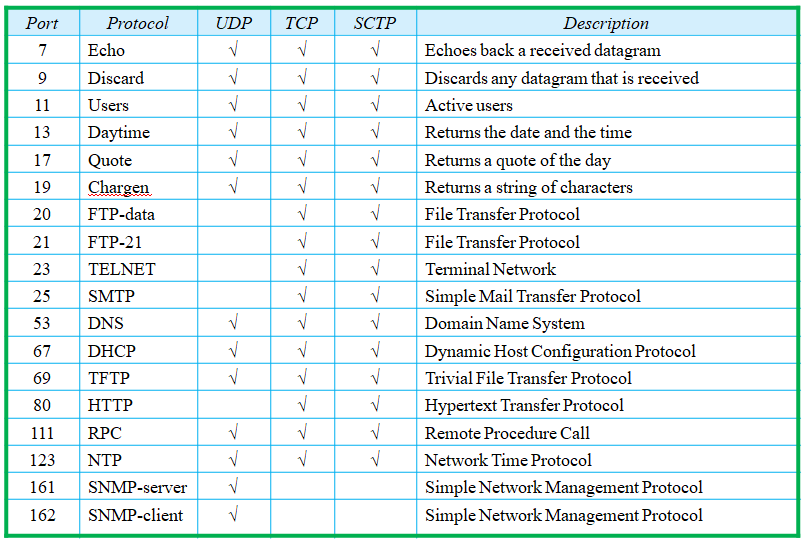 Port Protocol UDP TCP SCTP Description
7 Echo √ √ √ Echoes back a received datagram
9 Discard √ √ √ Discards any datagram that is received
11 Users √ √ √ Active users
13 Daytime √ √ √ Returns the date and the time
17 Quote √ √ √ Returns a quote of the day
19 Chargen √ √ √ Returns a string of characters
20 FTP-data √ √ File Transfer Protocol
21 FTP-21 √ √ File Transfer Protocol
23 TELNET √ √ Terminal Network
25 SMTP √ √ Simple Mail Transfer Protocol
53 DNS √ √ √ Domain Name System
67 DHCP √ √ √ Dynamic Host Configuration Protocol
69 TFTP √ √ √ Trivial File Transfer Protocol
80 HTTP √ √ Hypertext Transfer Protocol
111 RPC √ √ √ Remote Procedure Call
123 NTP √ √ √ Network Time Protocol
161 SNMP-server √ Simple Network Management Protocol
162 SNMP-client √ Simple Network Management Protocol